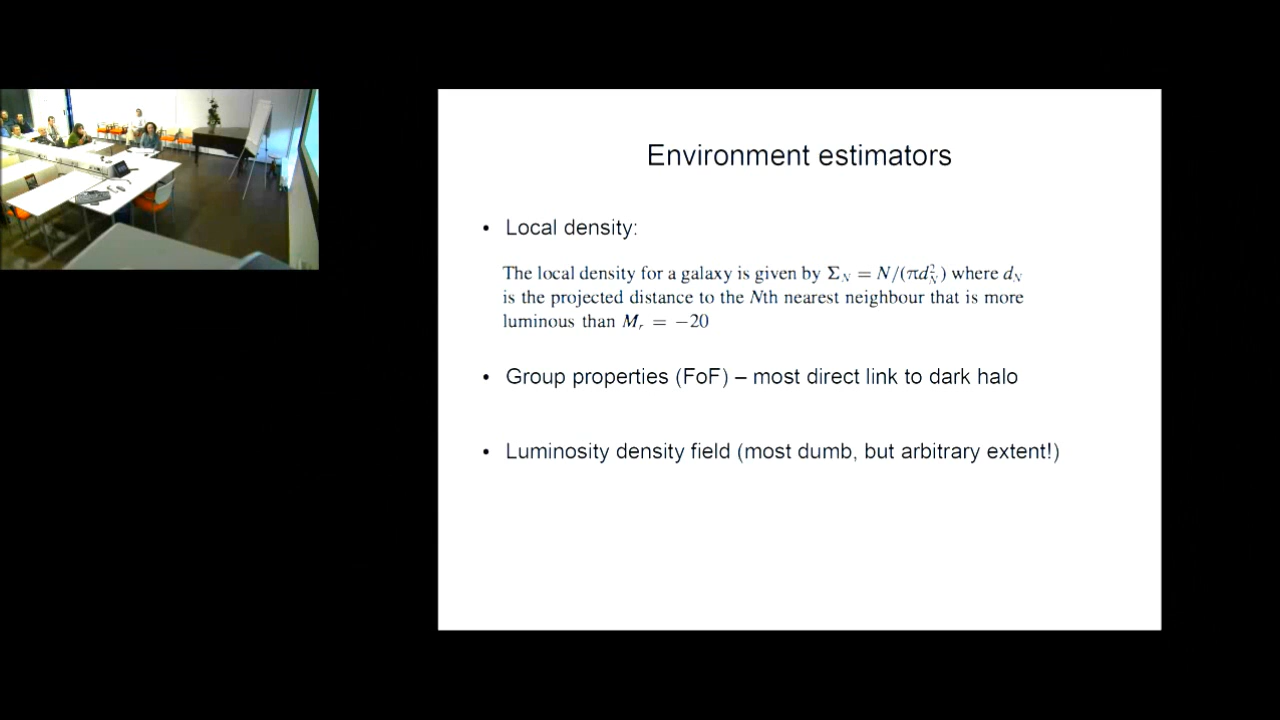 Environment estimators
• Local density:
The local density for a galaxy is given by Σ_N = N/(πd_N^2) where d_N
is the projected distance to the Nth nearest neighbour that is more
luminous than M_r = −20
• Group properties (FoF) – most direct link to dark halo
• Luminosity density field (most dumb, but arbitrary extent!)